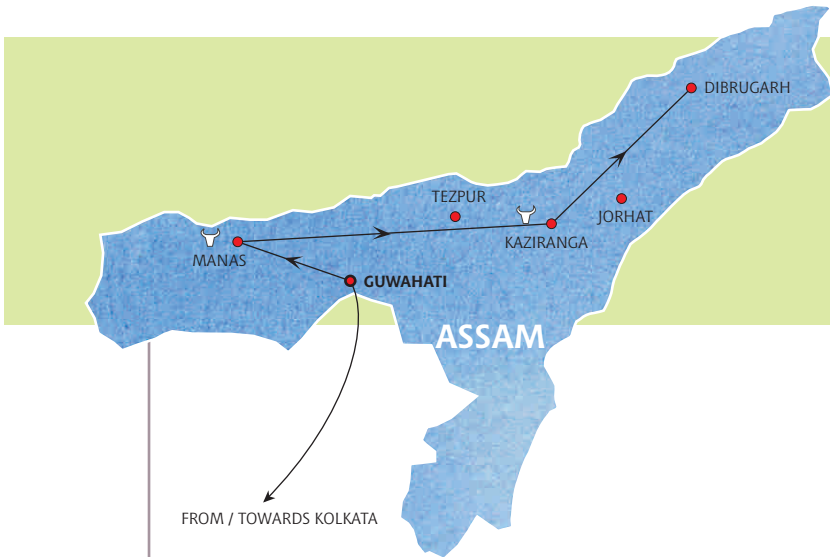 DIBRUGARH
TEZPUR
JORHAT
KAZIRANGA
MANAS
GUWAHATI
ASSAM
FROM / TOWARDS KOLKATA